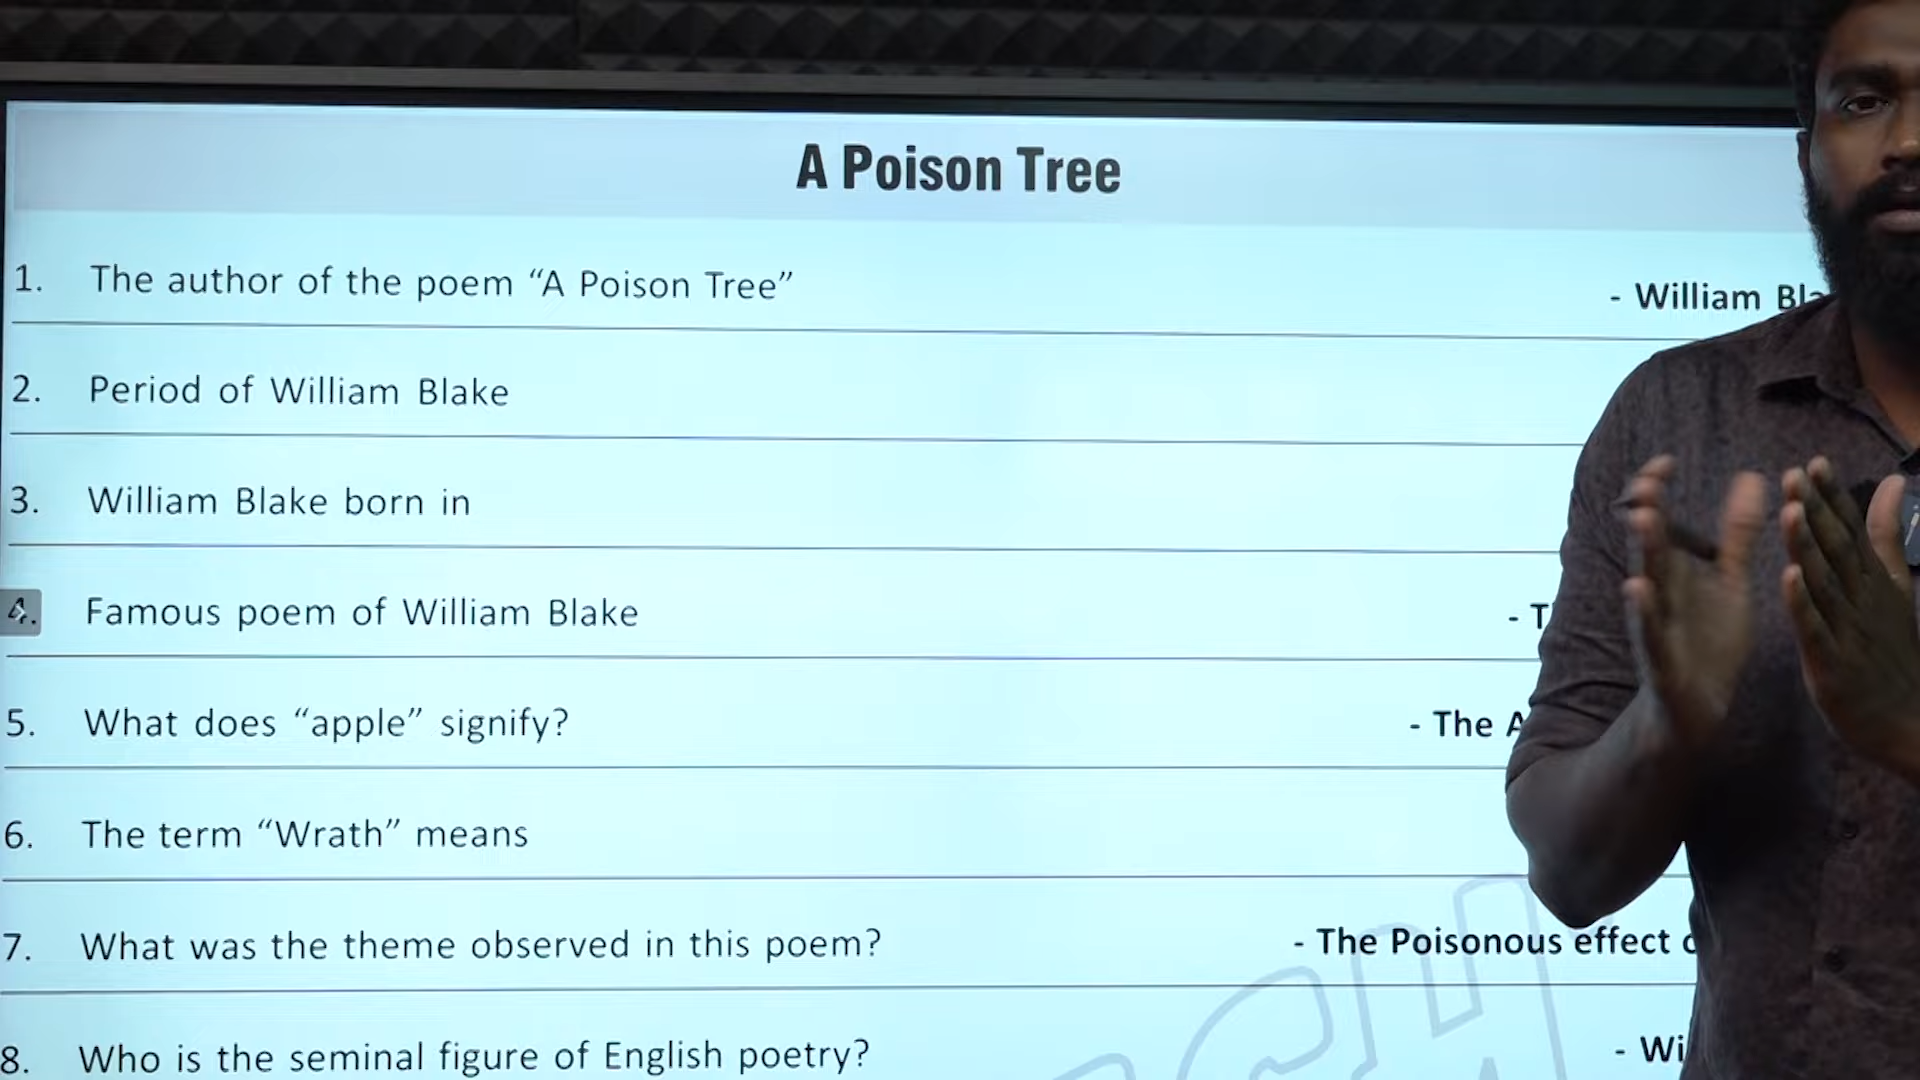 A Poison Tree
1. The author of the poem “A Poison Tree” - William
2. Period of William Blake
3. William Blake born in
4. Famous poem of William Blake -
5. What does “apple” signify? - The
6. The term “Wrath” means
7. What was the theme observed in this poem? - The Poisonous effect
8. Who is the seminal figure of English poetry? -